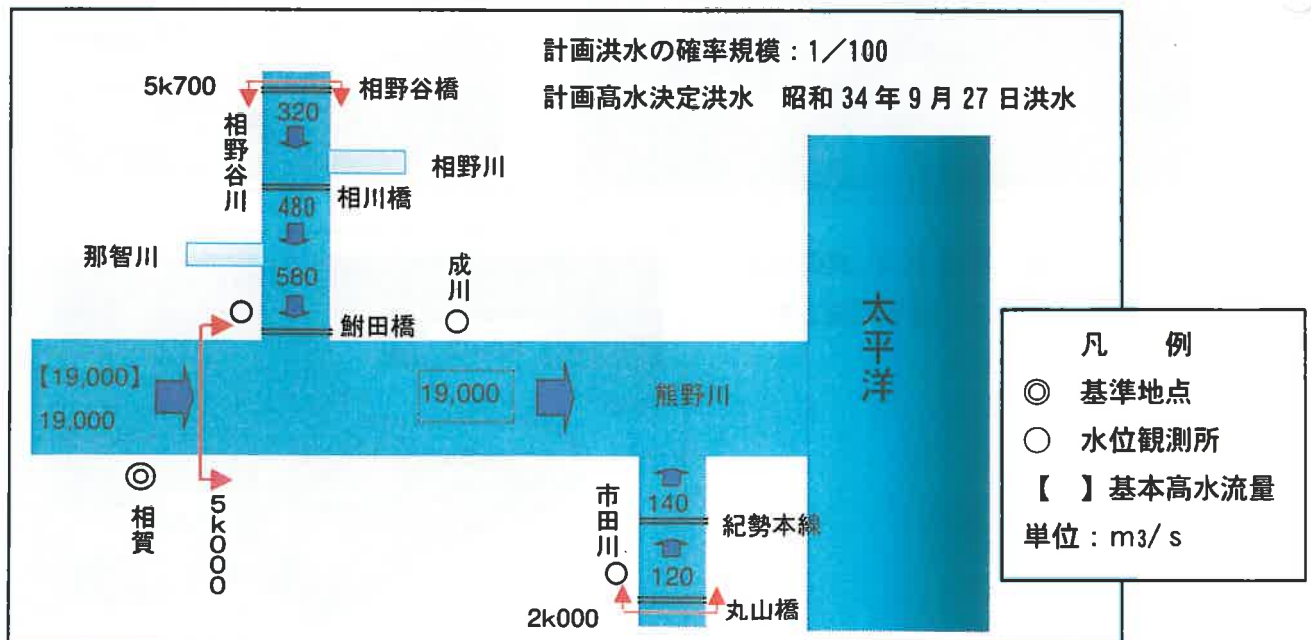 計画洪水の確率規模：1／100
計画高水決定洪水　昭和34年9月27日洪水
5k700
相野谷橋
320
相野谷川
相野川
相川橋
480
那智川
580
成川
鮒田橋
太平洋
【19,000】
19,000
19,000
熊野川
相賀
5k000
市田川
140
紀勢本線
120
2k000
丸山橋
凡　例
◎　基準地点
○　水位観測所
【　】基本高水流量
単位：m3/s